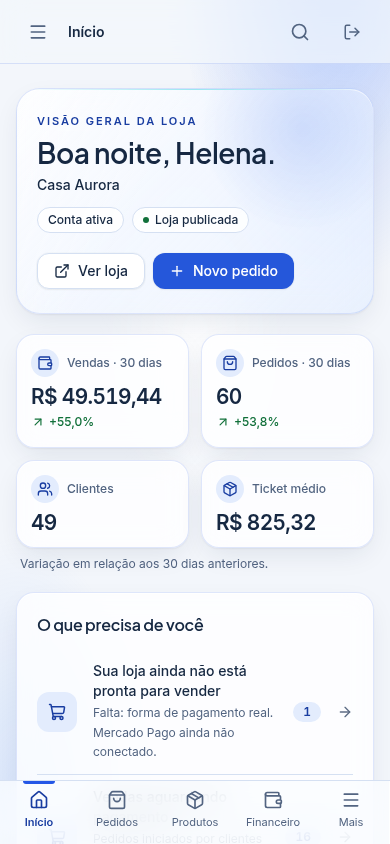 Início
VISÃO GERAL DA LOJA
Boa noite, Helena.
Casa Aurora
Conta ativa
Loja publicada
Ver loja
Novo pedido
Vendas · 30 dias
R$ 49.519,44
+55,0%
Pedidos · 30 dias
60
+53,8%
Clientes
49
Ticket médio
R$ 825,32
Variação em relação aos 30 dias anteriores.
O que precisa de você
Sua loja ainda não está
pronta para vender
Falta: forma de pagamento real.
Mercado Pago ainda não
conectado.
1
Pedidos iniciados por clientes
16
Início
Pedidos
Produtos
Financeiro
Mais